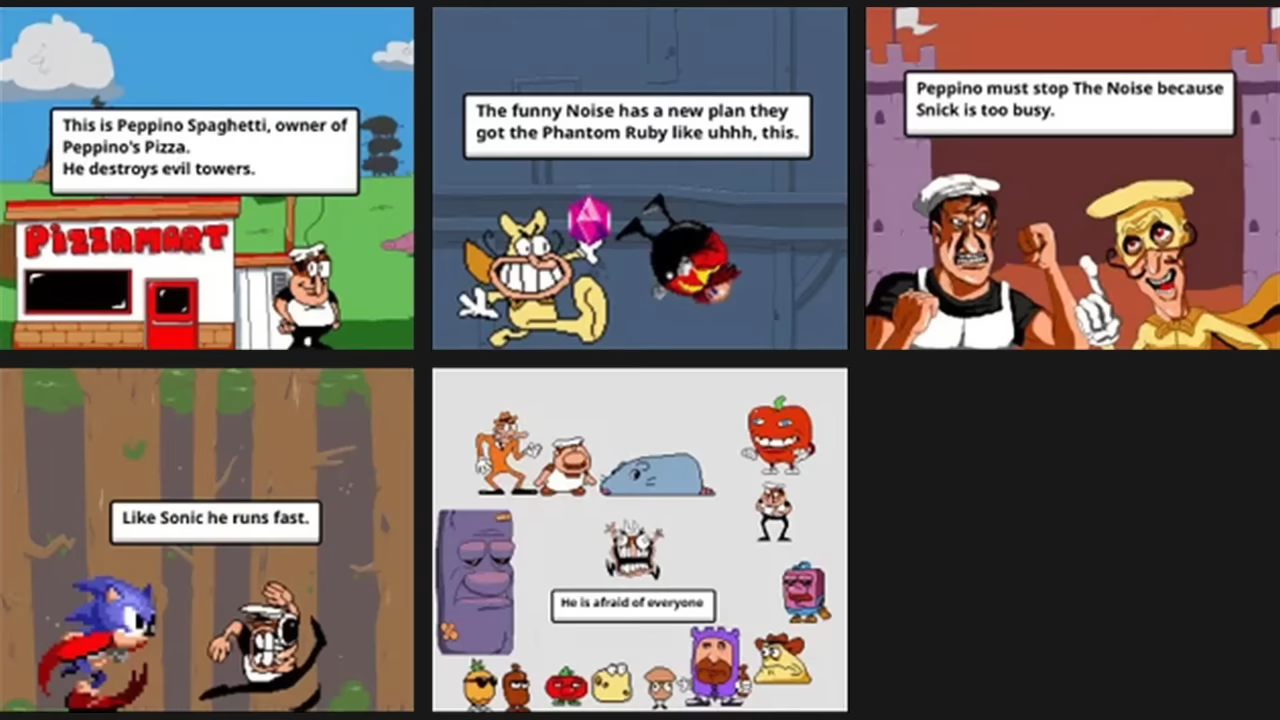 This is Peppino Spaghetti, owner of
Peppino's Pizza.
He destroys evil towers.
PIZZAMART
The funny Noise has a new plan they
got the Phantom Ruby like uhhh, this.
Peppino must stop The Noise because
Snick is too busy.
Like Sonic he runs fast.
He is afraid of everyone